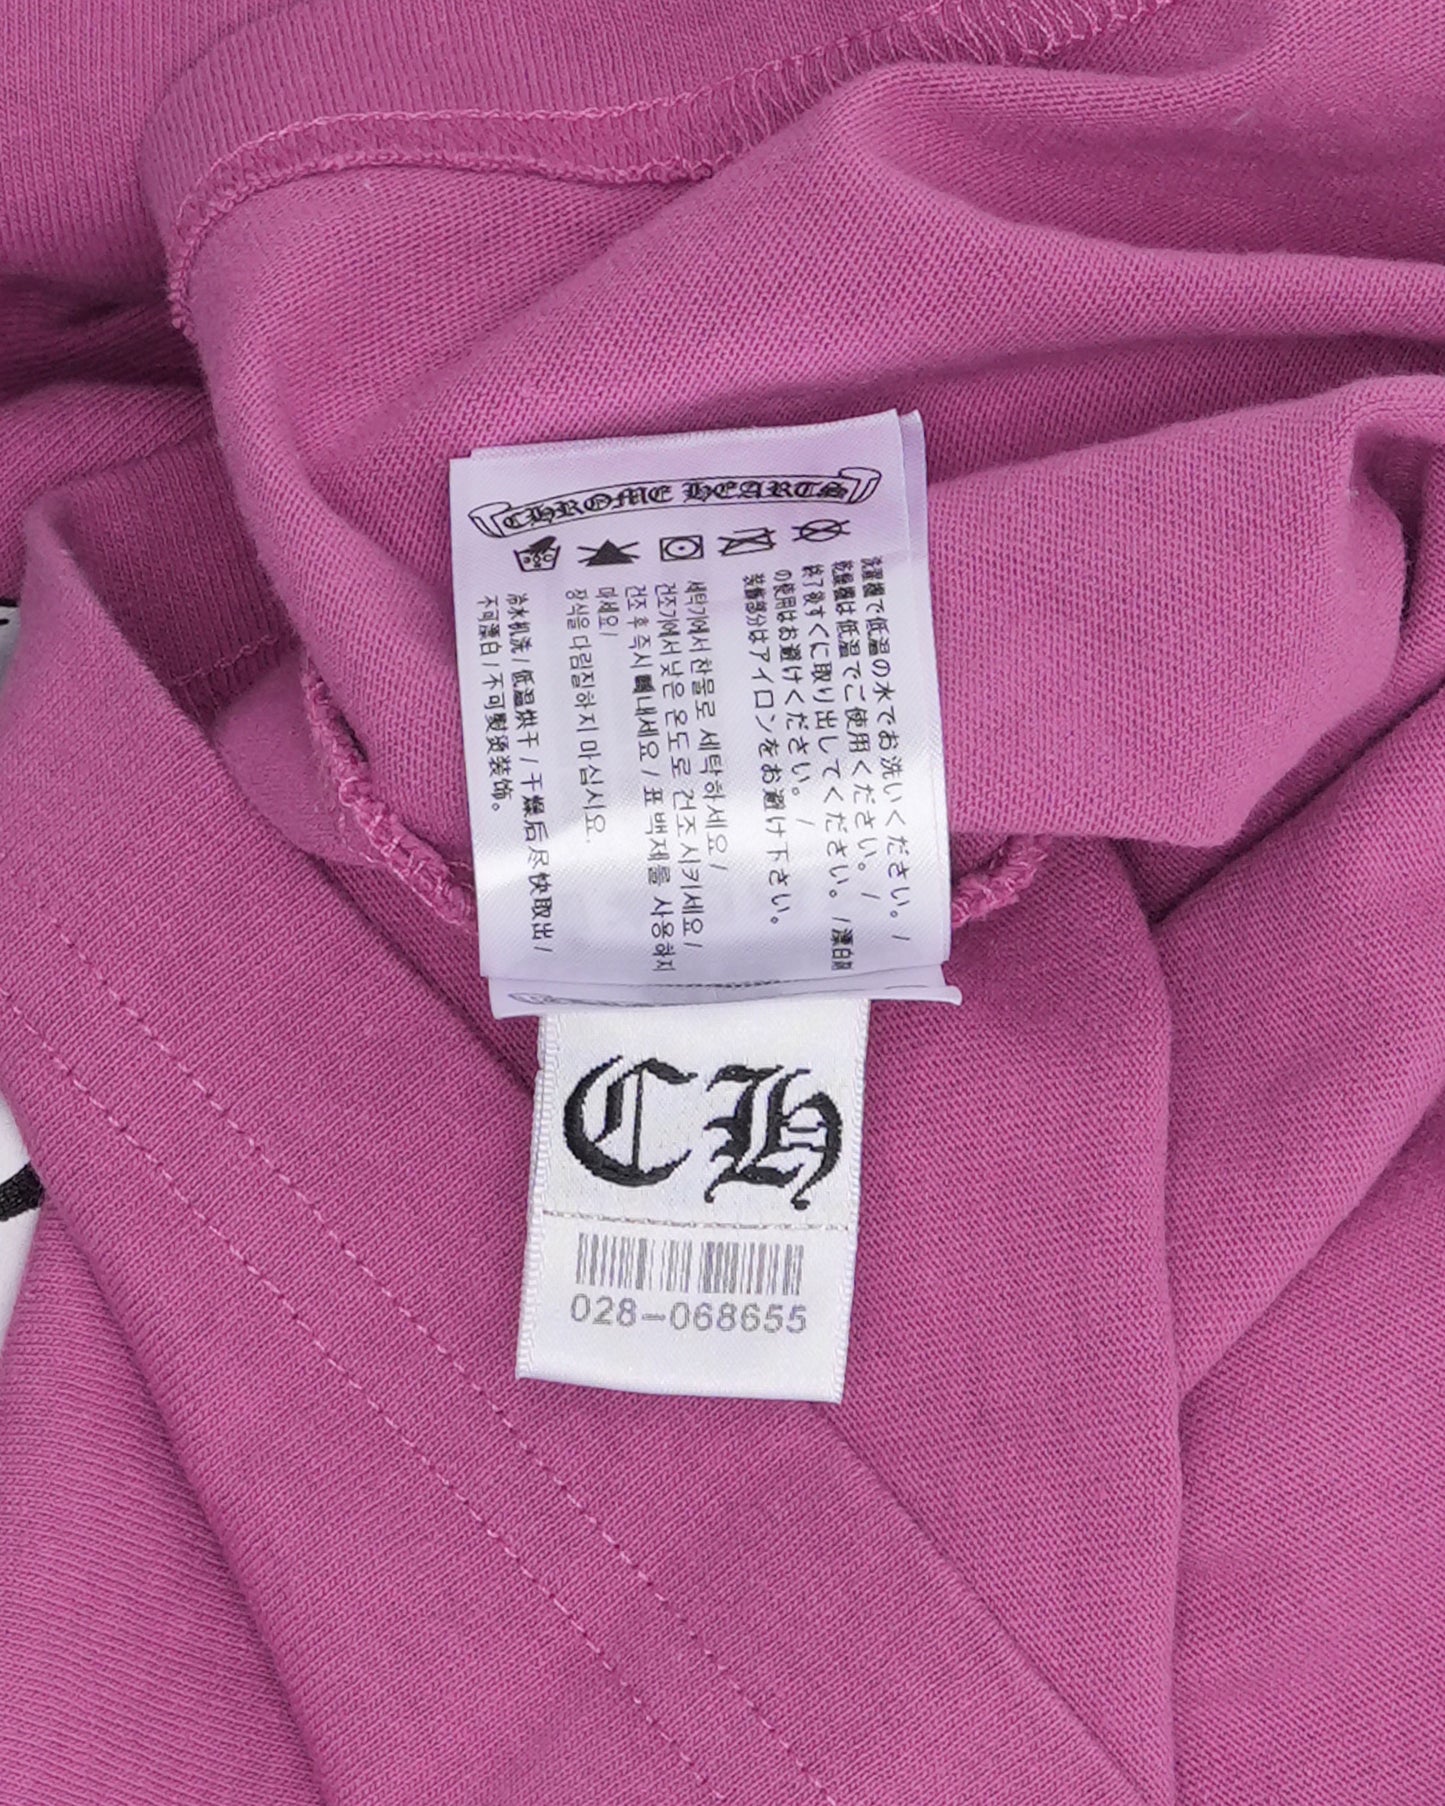 CHROME HEARTS
洗濯機で低温の水でお洗いください。/
乾燥機は低温でご使用ください。/
終了後すぐに取り出してください。/漂白剤
の使用はお避けください。/
装飾部分はアイロンをお避け下さい。
세탁기에서 찬물로 세탁하세요/
건조기에서 낮은 온도로 건조 시키세요/
건조 후 즉시 빼내세요/ 표백제를 사용하지
마세요/
장식을 다림질하지 마십시요.
冷水机洗/低温烘干/干燥后尽快取出/
不可漂白/不可熨烫装饰。
CH
028-068655